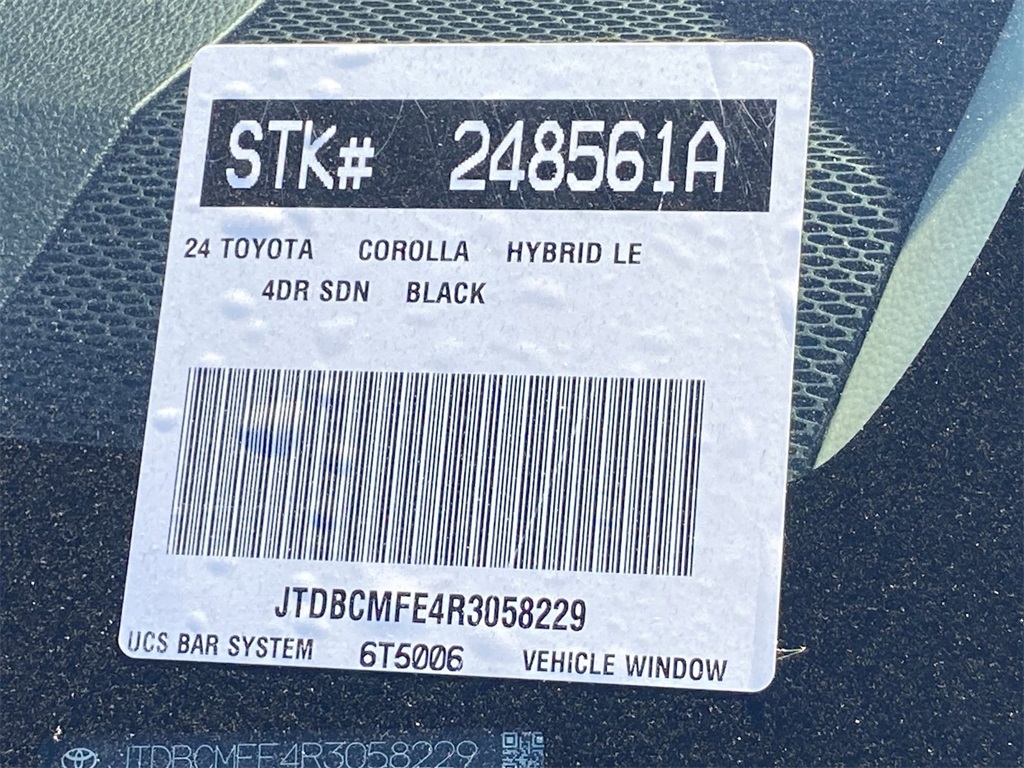 STK# 248561A
24 TOYOTA COROLLA HYBRID LE
4DR SDN BLACK
JTDBCMFE4R3058229
UCS BAR SYSTEM 6T5006 VEHICLE WINDOW
JTDBCMFE4R3058229